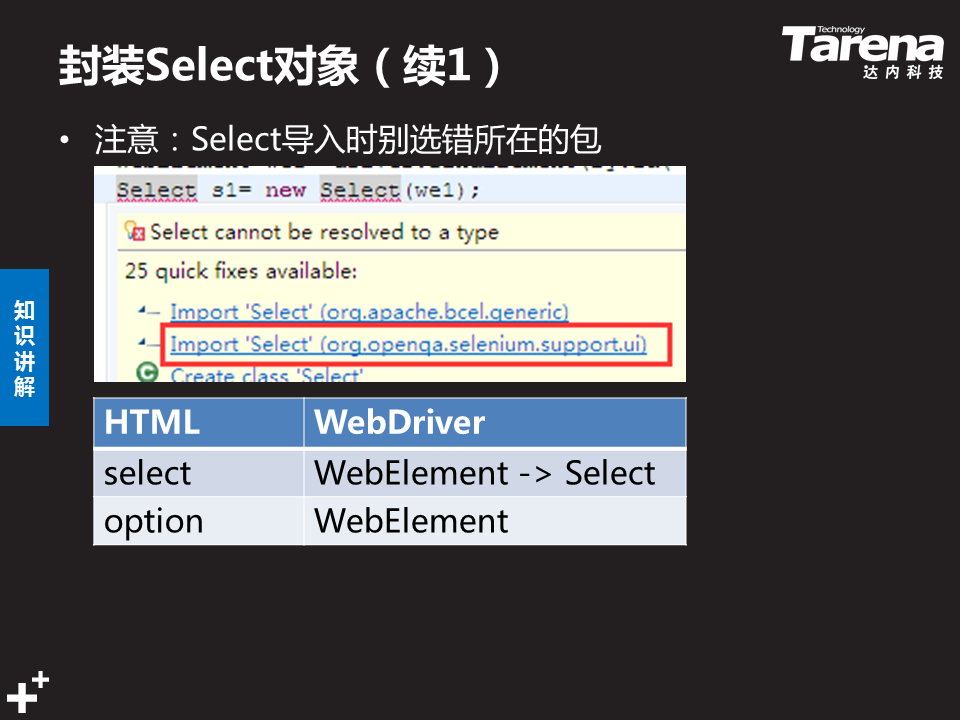 封装Select对象（续1）
Technology
Tarena
达内科技
• 注意：Select导入时别选错所在的包
Select s1= new Select(we1);
Select cannot be resolved to a type
25 quick fixes available:
Import 'Select' (org.apache.bcel.generic)
Import 'Select' (org.openqa.selenium.support.ui)
Create class 'Select'
知识讲解
HTML WebDriver
select WebElement -> Select
option WebElement